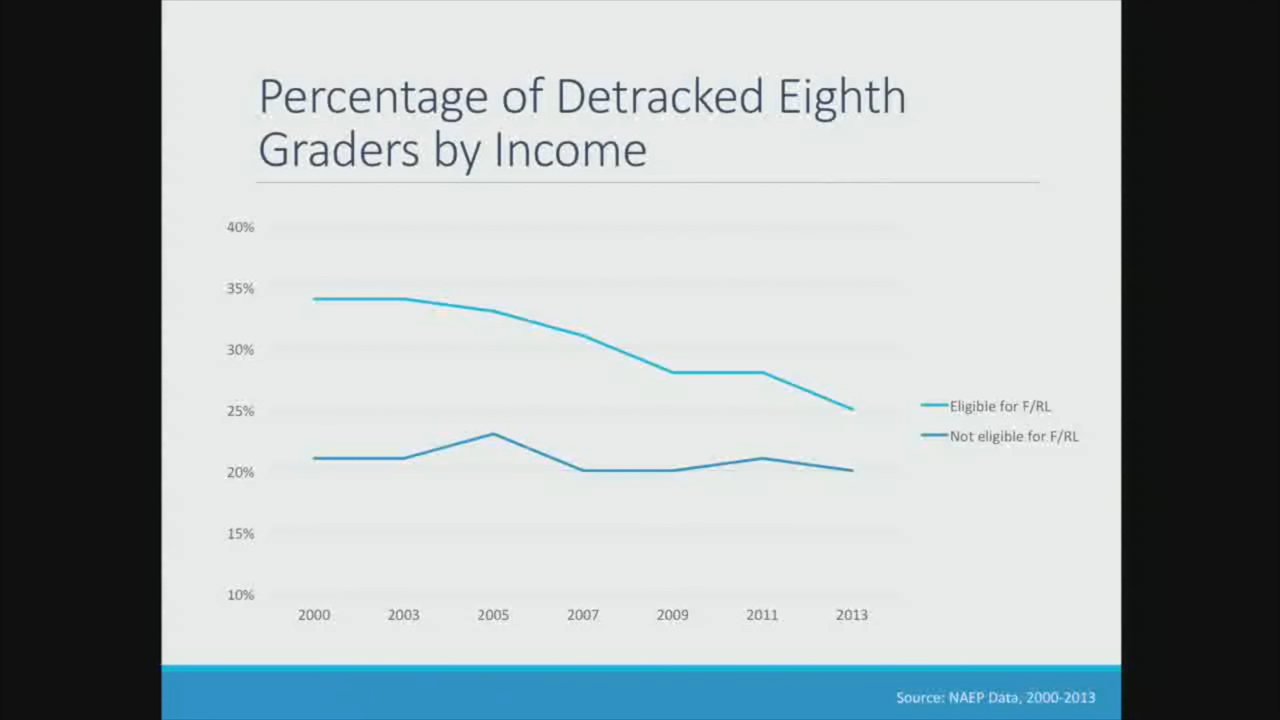 Percentage of Detracked Eighth
Graders by Income
40%
35%
30%
25%
20%
15%
10%
2000 2003 2005 2007 2009 2011 2013
Eligible for F/RL
Not eligible for F/RL
Source: NAEP Data, 2000-2013